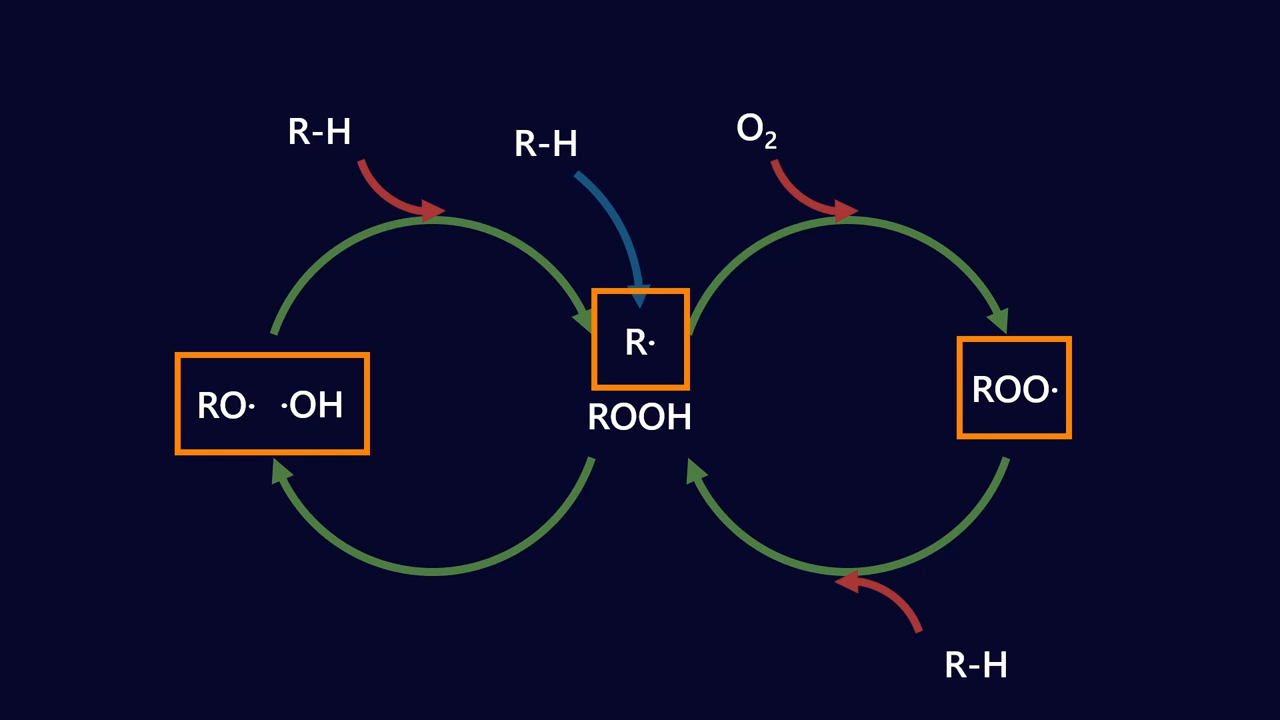 R-H
R-H
O₂
R·
RO· ·OH
ROOH
ROO·
R-H